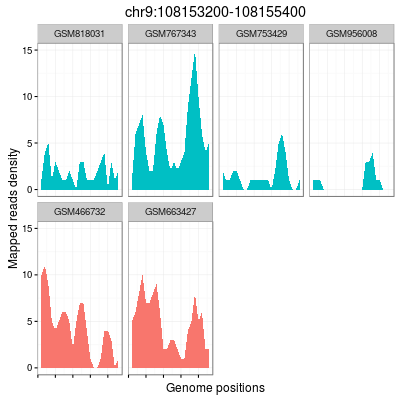 chr9:108153200-108155400
GSM818031 GSM767343 GSM753429 GSM956008
15
10
5
0
Mapped reads density
GSM466732 GSM663427
15
10
5
0
Genome positions